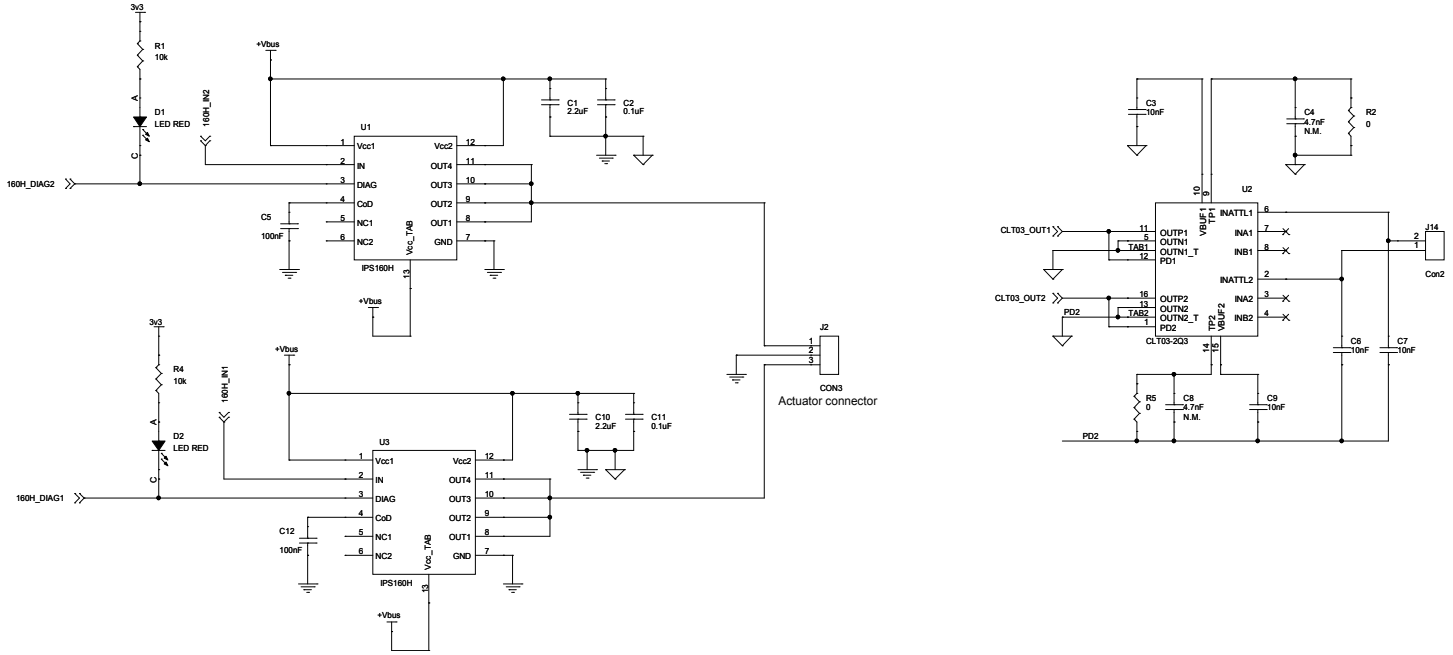 3v3
R1
10k
A
D1
LED RED
C
160H_IN2
160H_DIAG2
+Vbus
C1
2.2uF
C2
0.1uF
U1
1
Vcc1
Vcc2
12
2
IN
OUT4
11
3
DIAG
OUT3
10
4
CoD
OUT2
9
5
NC1
OUT1
8
6
NC2
GND
7
Vcc_TAB
13
IPS160H
C5
100nF
+Vbus
3v3
R4
10k
A
D2
LED RED
C
160H_IN1
160H_DIAG1
+Vbus
C10
2.2uF
C11
0.1uF
U3
1
Vcc1
Vcc2
12
2
IN
OUT4
11
3
DIAG
OUT3
10
4
CoD
OUT2
9
5
NC1
OUT1
8
6
NC2
GND
7
Vcc_TAB
13
IPS160H
C12
100nF
+Vbus
J2
1
2
3
CON3
Actuator connector
C3
10nF
C4
4.7nF
N.M.
R2
0
10
9
U2
VBUF1
TP1
CLT03_OUT1
11
OUTP1
5
OUTN1
TAB1
OUTN1_T
12
PD1
CLT03_OUT2
16
OUTP2
13
OUTN2
PD2
TAB2
OUTN2_T
1
PD2
INATTL1
6
INA1
7
INB1
8
INATTL2
2
INA2
3
INB2
4
TP2
VBUF2
14
15
CLT03-2Q3
J14
2
1
Con2
C6
10nF
C7
10nF
R5
0
C8
4.7nF
N.M.
C9
10nF
PD2